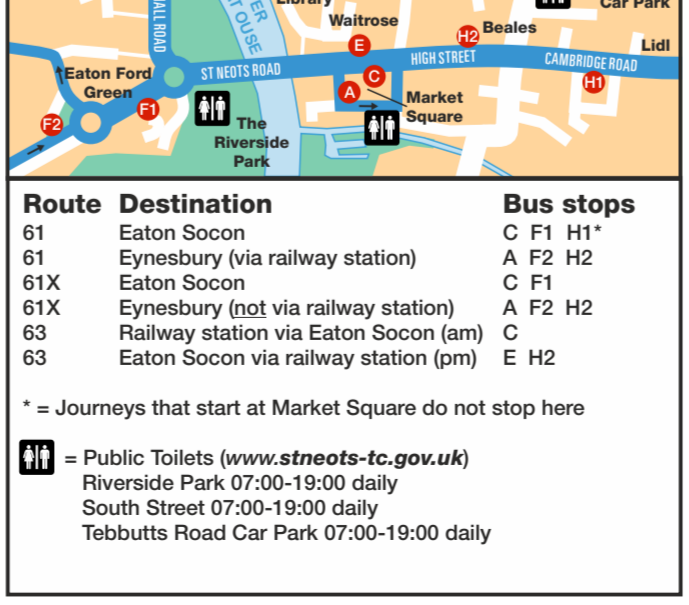 Library
Car Park
Waitrose
Beales
E
H2
Lidl
HIGH STREET
CAMBRIDGE ROAD
ST NEOTS ROAD
Eaton Ford
Green
C
H1
A
Market
Square
F1
F2
The
Riverside
Park
Route Destination Bus stops
61 Eaton Socon C F1 H1*
61 Eynesbury (via railway station) A F2 H2
61X Eaton Socon C F1
61X Eynesbury (not via railway station) A F2 H2
63 Railway station via Eaton Socon (am) C
63 Eaton Socon via railway station (pm) E H2
* = Journeys that start at Market Square do not stop here
= Public Toilets (www.stneots-tc.gov.uk)
Riverside Park 07:00-19:00 daily
South Street 07:00-19:00 daily
Tebbutts Road Car Park 07:00-19:00 daily